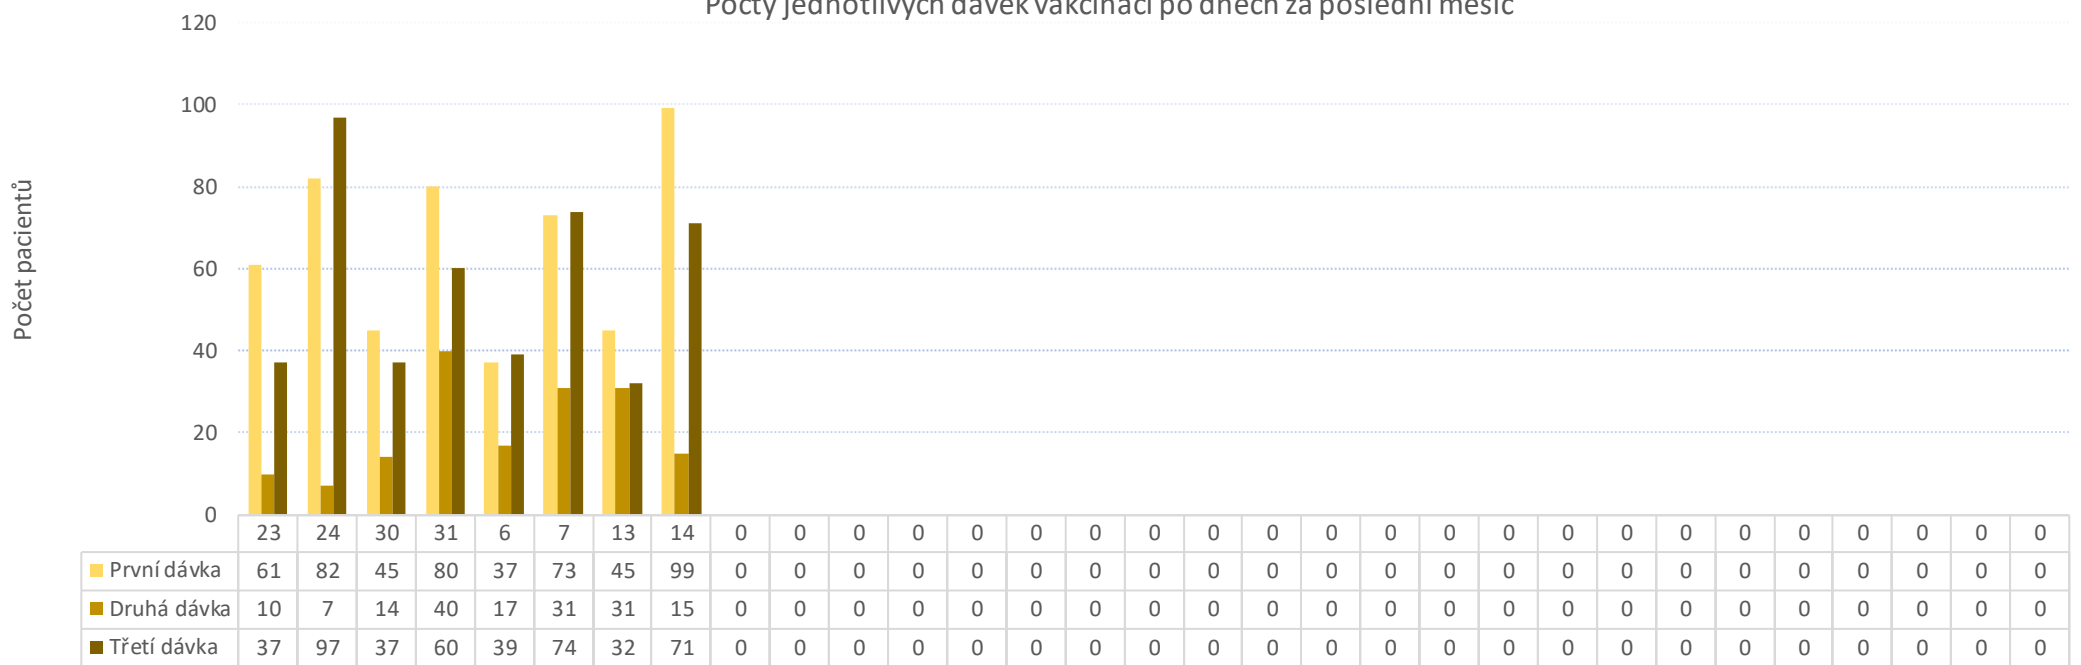 Počty jednotlivých dávek vakcinací po dnech za poslední měsíc
120
100
80
60
40
20
0
Počet pacientů
23 24 30 31 6 7 13 14 0 0 0 0 0 0 0 0 0 0 0 0 0 0 0 0 0 0 0 0 0 0 0
První dávka 61 82 45 80 37 73 45 99 0 0 0 0 0 0 0 0 0 0 0 0 0 0 0 0 0 0 0 0 0 0 0
Druhá dávka 10 7 14 40 17 31 31 15 0 0 0 0 0 0 0 0 0 0 0 0 0 0 0 0 0 0 0 0 0 0 0
Třetí dávka 37 97 37 60 39 74 32 71 0 0 0 0 0 0 0 0 0 0 0 0 0 0 0 0 0 0 0 0 0 0 0